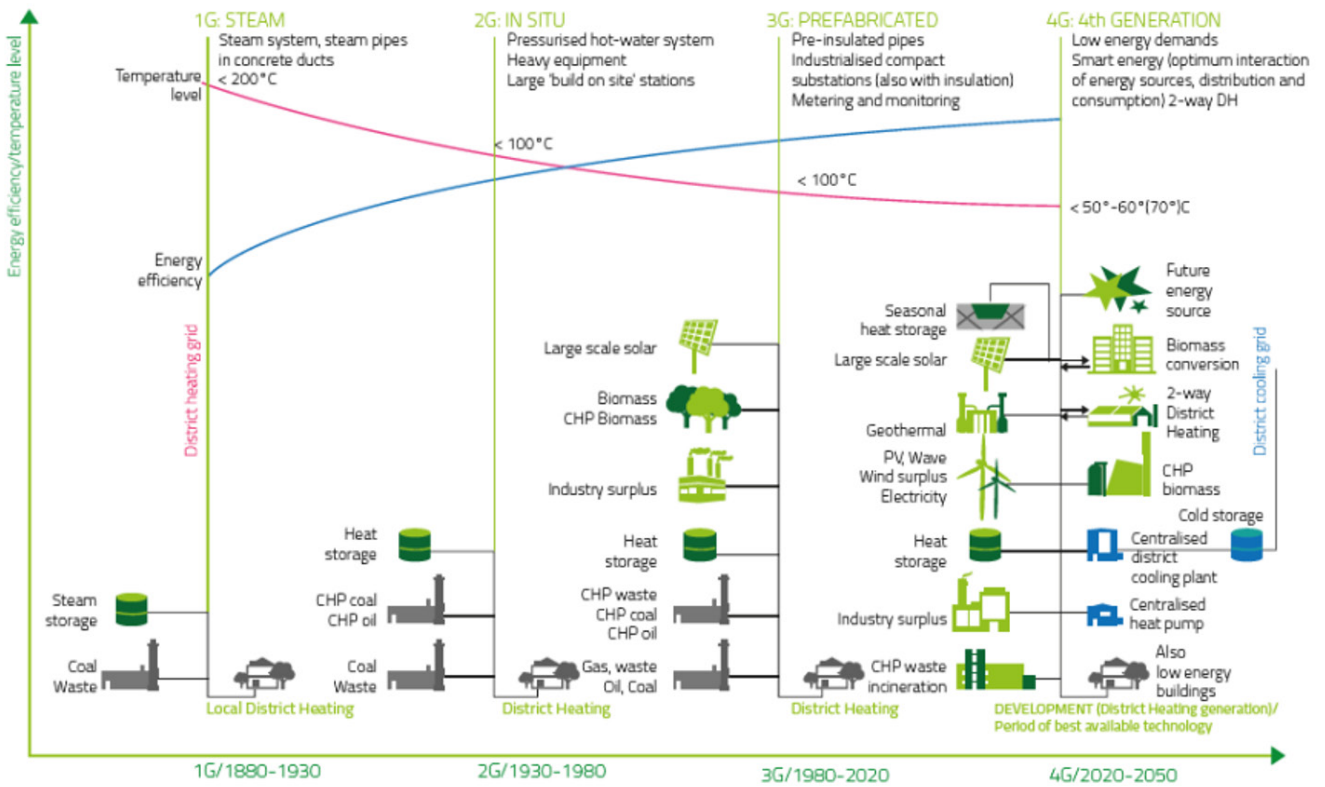 Energy efficiency/temperature level
1G: STEAM
Steam system, steam pipes
in concrete ducts
< 200°C
2G: IN SITU
Pressurised hot-water system
Heavy equipment
Large 'build on site' stations
3G: PREFABRICATED
Pre-insulated pipes
Industrialised compact
substations (also with insulation)
Metering and monitoring
4G: 4th GENERATION
Low energy demands
Smart energy (optimum interaction
of energy sources, distribution and
consumption) 2-way DH
Temperature
level
< 100°C
< 100°C
< 50°-60°(70°)C
Energy
efficiency
District heating grid
Steam
storage
Coal
Waste
Local District Heating
Heat
storage
CHP coal
CHP oil
Coal
Waste
District Heating
Large scale solar
Biomass
CHP Biomass
Industry surplus
Heat
storage
CHP waste
CHP coal
CHP oil
Gas, waste
Oil, Coal
District Heating
Seasonal
heat storage
Large scale solar
Geothermal
PV, Wave
Wind surplus
Electricity
Heat
storage
Industry surplus
CHP waste
incineration
Future
energy
source
Biomass
conversion
2-way
District
Heating
CHP
biomass
Cold storage
Centralised
district
cooling plant
Centralised
heat pump
Also
low energy
buildings
District cooling grid
DEVELOPMENT (District Heating generation)/
Period of best available technology
1G/1880-1930
2G/1930-1980
3G/1980-2020
4G/2020-2050